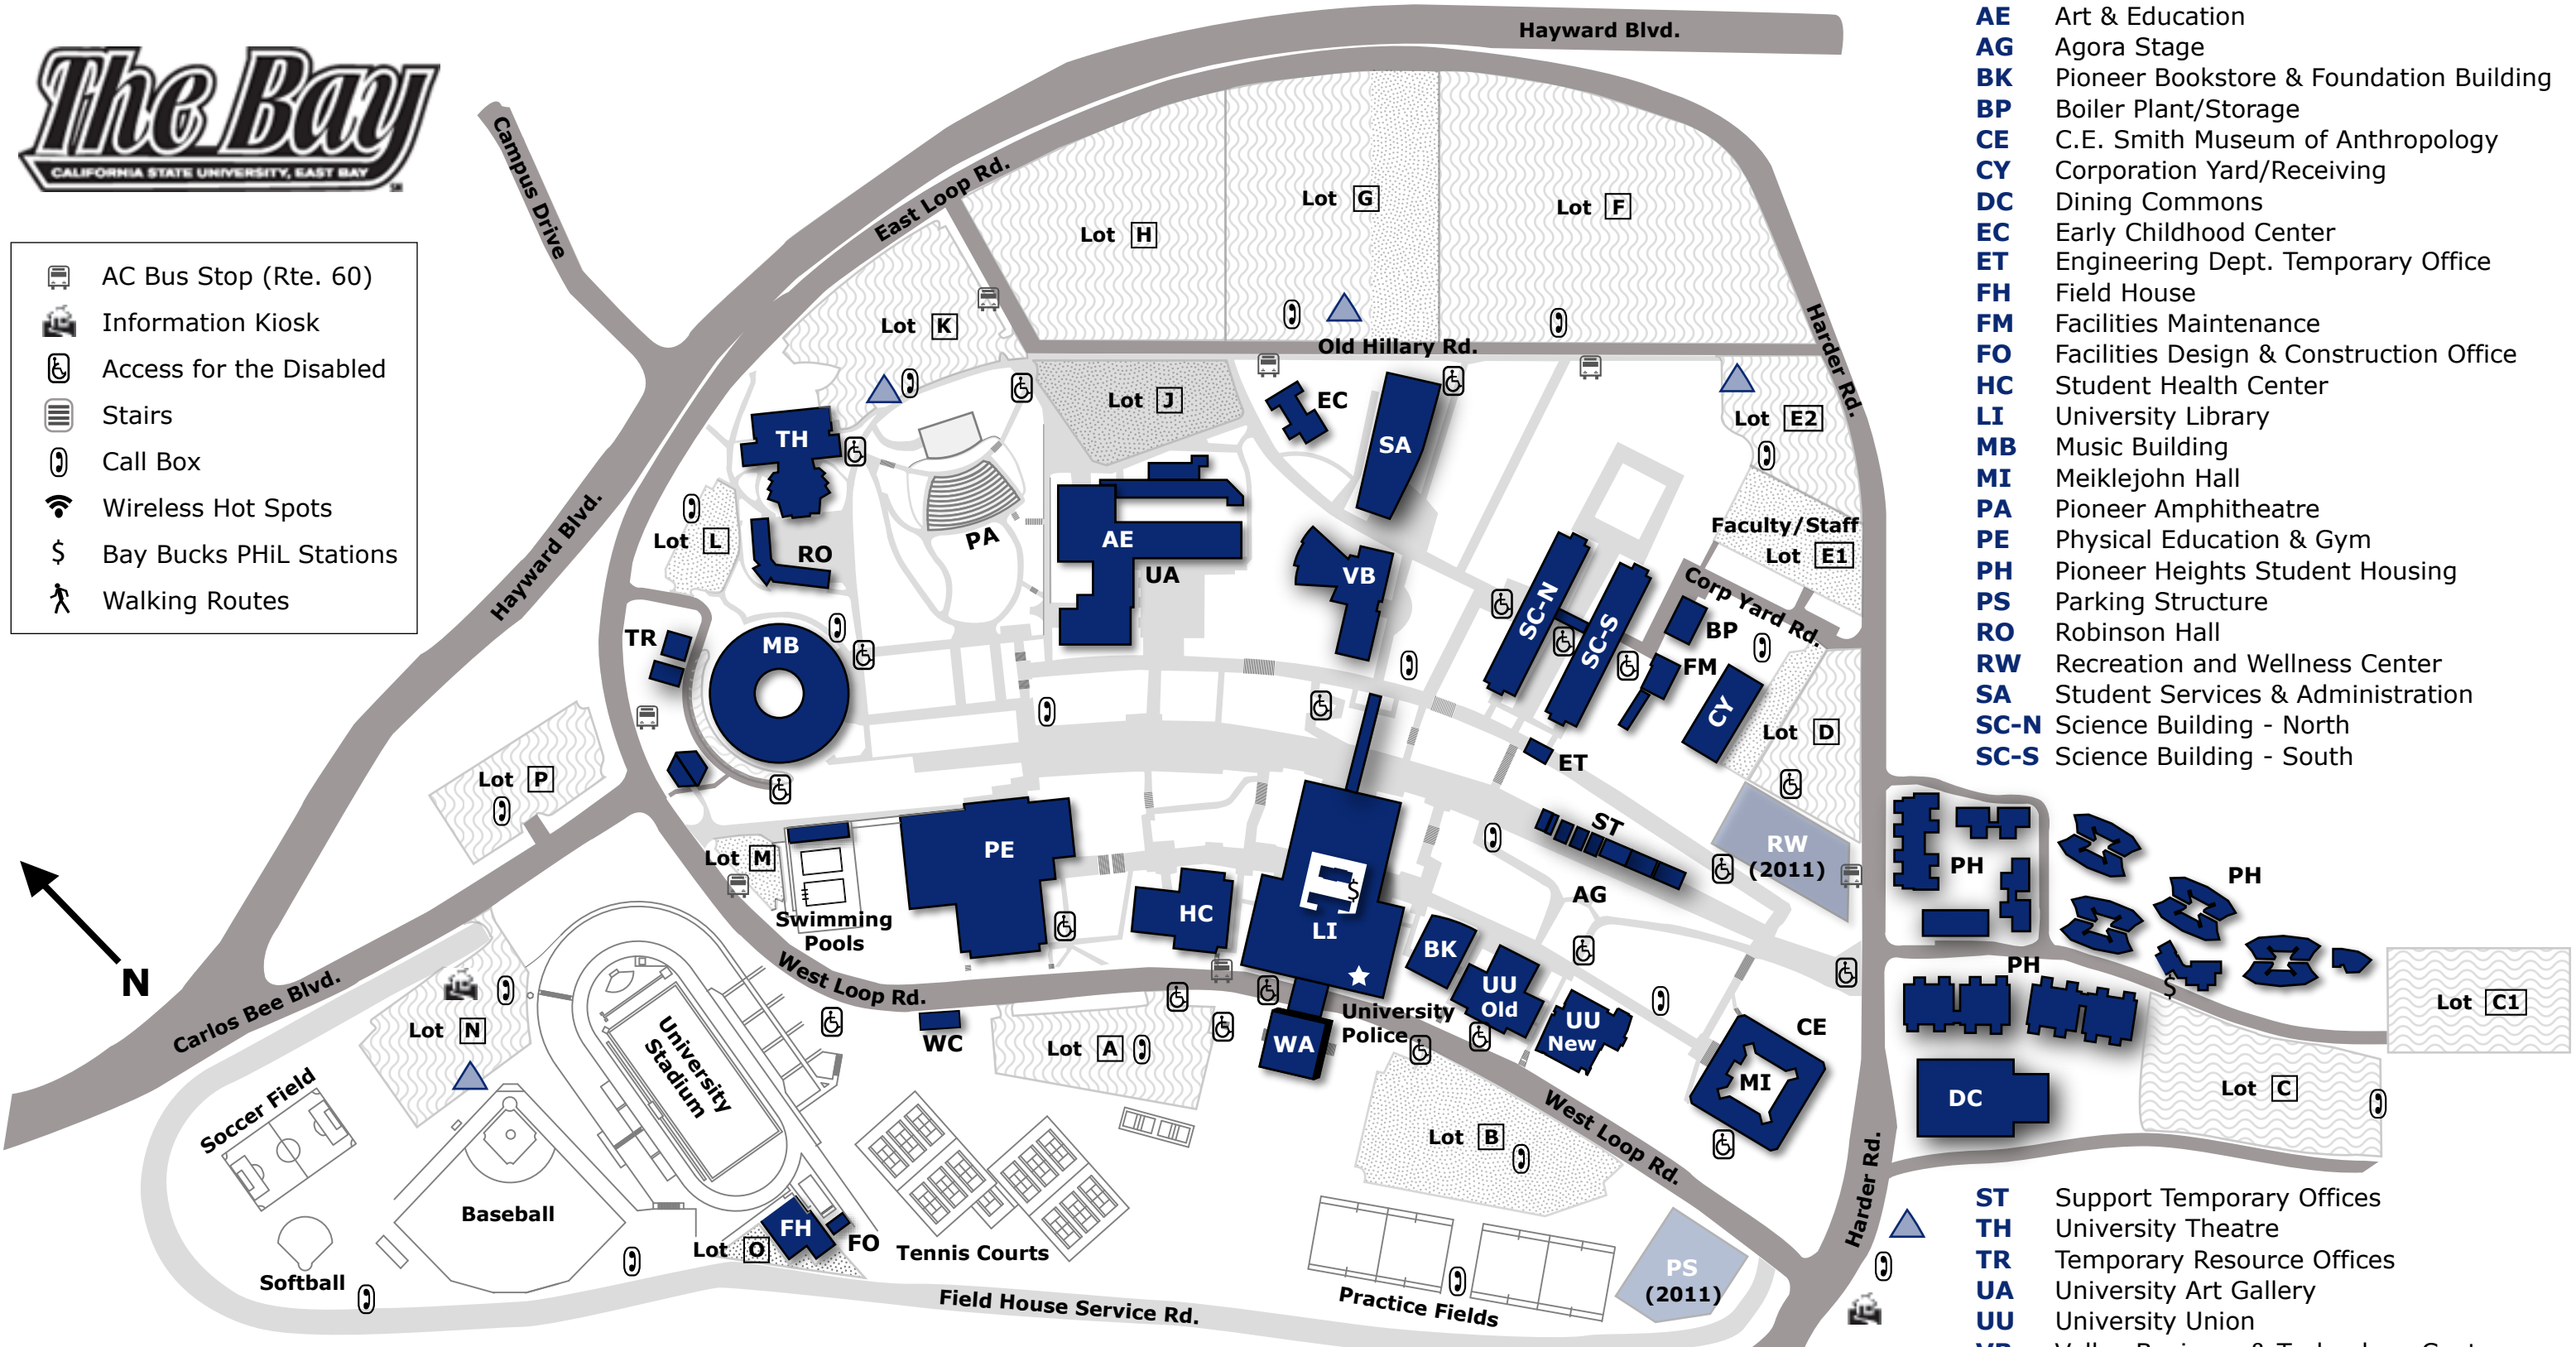 The Bay
CALIFORNIA STATE UNIVERSITY, EAST BAY
AC Bus Stop (Rte. 60)
Information Kiosk
Access for the Disabled
Stairs
Call Box
Wireless Hot Spots
$ Bay Bucks PHiL Stations
Walking Routes
Hayward Blvd.
Campus Drive
East Loop Rd.
Lot H
Lot G
Lot F
Lot K
Old Hillary Rd.
Harder Rd.
Lot J
EC
SA
Lot E2
TH
Hayward Blvd.
Lot L
RO
PA
AE
UA
VB
SC-N
SC-S
Faculty/Staff
Lot E1
Corp Yard Rd.
BP
FM
CY
Lot D
TR
MB
ET
Lot P
ST
RW
(2011)
Lot M
Swimming
Pools
PE
HC
LI
$
AG
BK
UU
Old
UU
New
CE
MI
PH
PH
PH
$
Lot C1
N
Carlos Bee Blvd.
Lot N
West Loop Rd.
WC
Lot A
WA
University
Police
University
Stadium
Soccer Field
Baseball
Softball
Lot O
FH
FO
Tennis Courts
Lot B
West Loop Rd.
DC
Lot C
Harder Rd.
Practice Fields
PS
(2011)
Field House Service Rd.
AE Art & Education
AG Agora Stage
BK Pioneer Bookstore & Foundation Building
BP Boiler Plant/Storage
CE C.E. Smith Museum of Anthropology
CY Corporation Yard/Receiving
DC Dining Commons
EC Early Childhood Center
ET Engineering Dept. Temporary Office
FH Field House
FM Facilities Maintenance
FO Facilities Design & Construction Office
HC Student Health Center
LI University Library
MB Music Building
MI Meiklejohn Hall
PA Pioneer Amphitheatre
PE Physical Education & Gym
PH Pioneer Heights Student Housing
PS Parking Structure
RO Robinson Hall
RW Recreation and Wellness Center
SA Student Services & Administration
SC-N Science Building - North
SC-S Science Building - South
ST Support Temporary Offices
TH University Theatre
TR Temporary Resource Offices
UA University Art Gallery
UU University Union